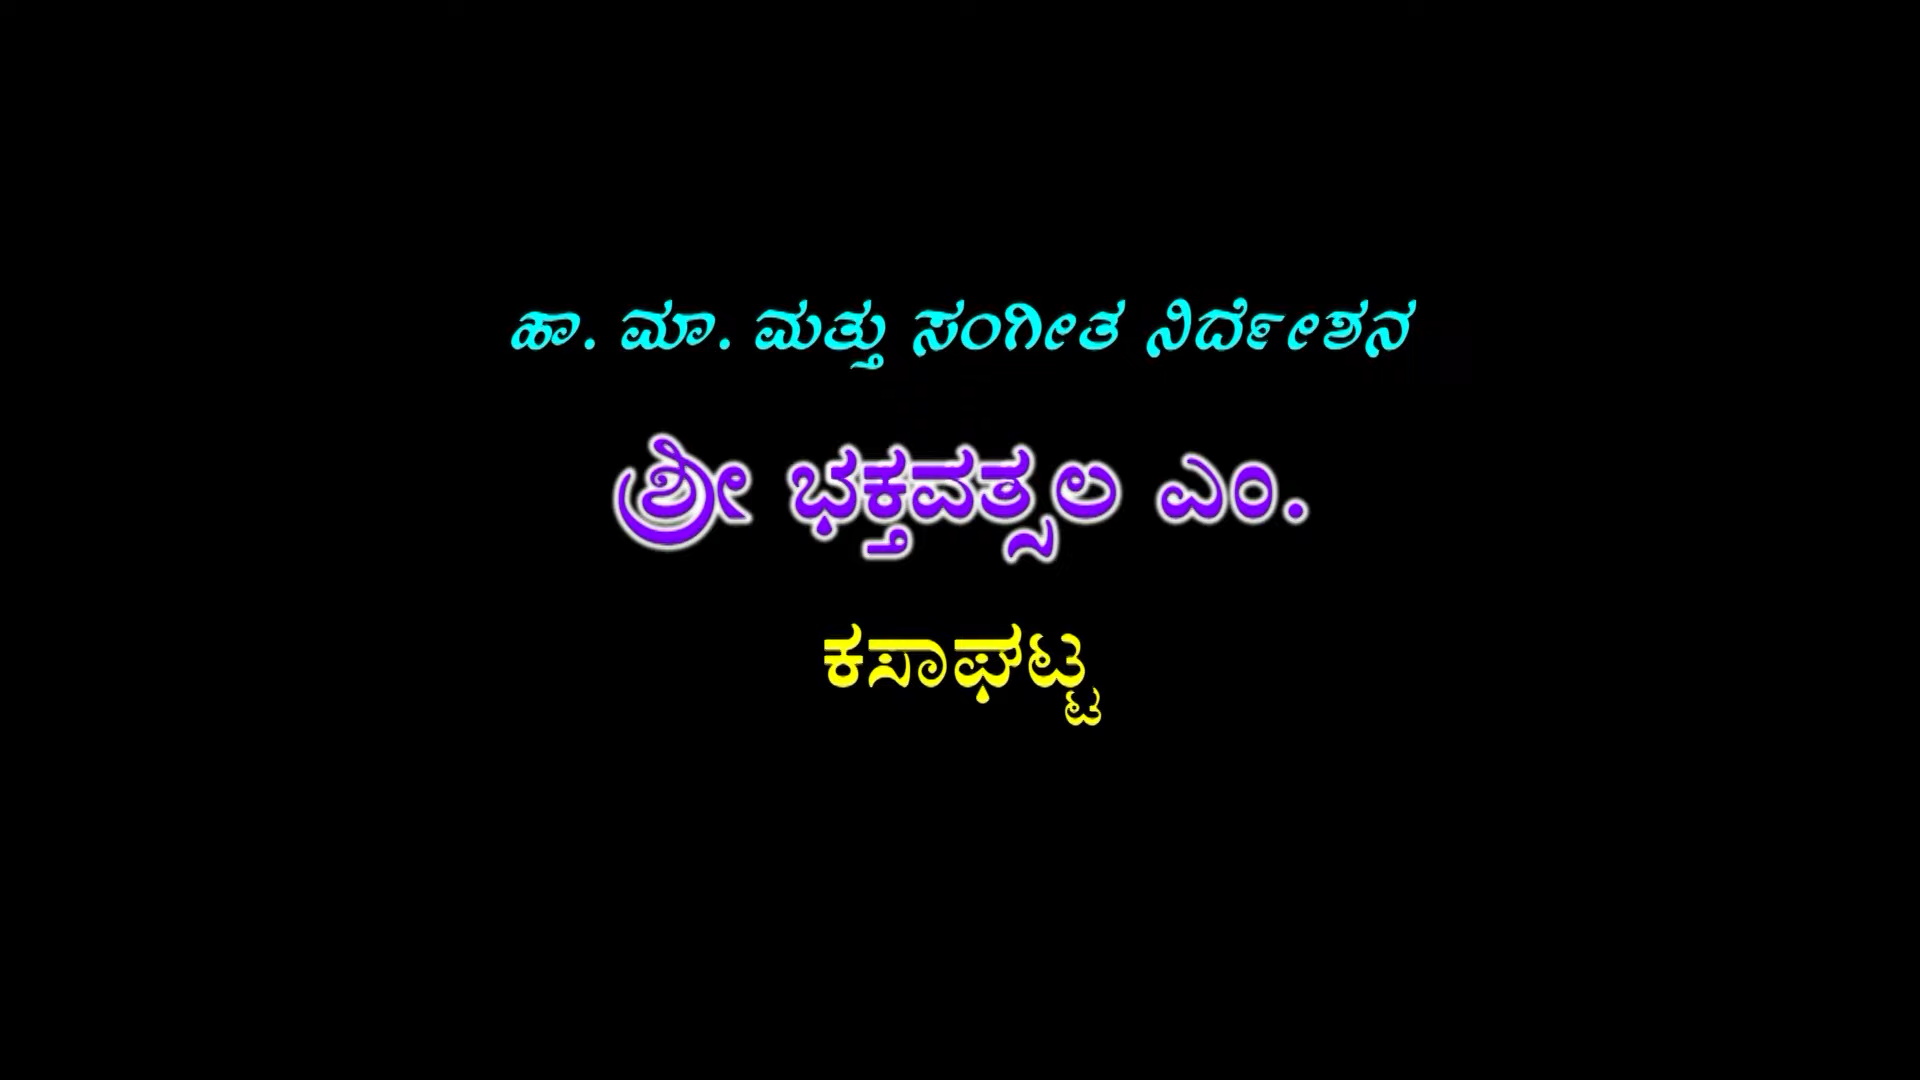 ಹಾ. ಮಾ. ಮತ್ತು ಸಂಗೀತ ನಿರ್ದೇಶನ
ಶ್ರೀ ಭಕ್ತವತ್ಸಲ ಎಂ.
ಕಸಾಘಟ್ಟ